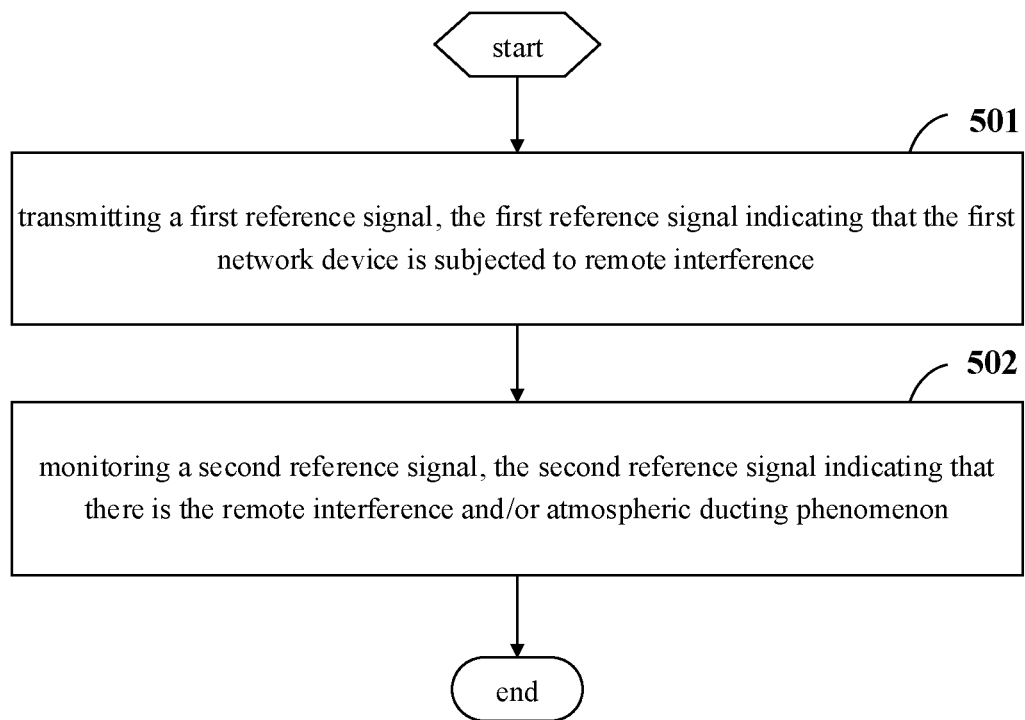 start
501
transmitting a first reference signal, the first reference signal indicating that the first
network device is subjected to remote interference
502
monitoring a second reference signal, the second reference signal indicating that
there is the remote interference and/or atmospheric ducting phenomenon
end